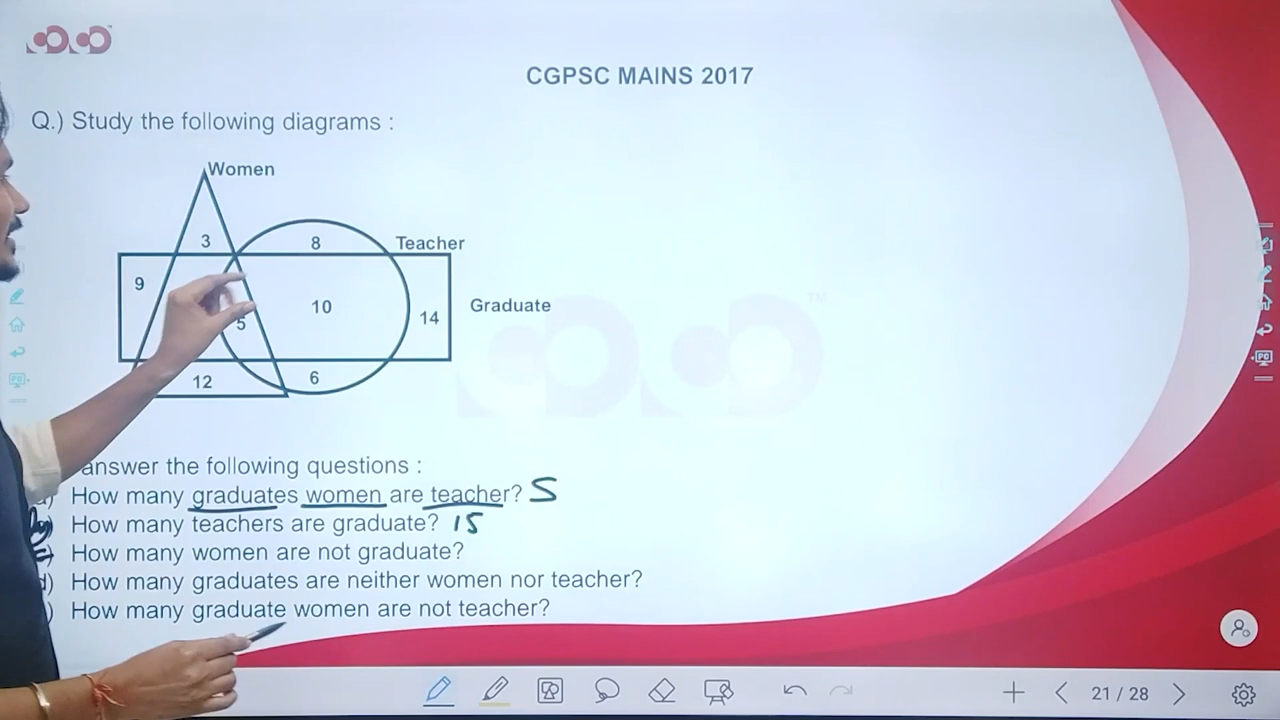 CGPSC MAINS 2017
Q.) Study the following diagrams :
Women
3
8
Teacher
9
10
Graduate
5
14
12
6
answer the following questions :
How many graduates women are teacher? 5
How many teachers are graduate? 15
How many women are not graduate?
d) How many graduates are neither women nor teacher?
) How many graduate women are not teacher?
21 / 28